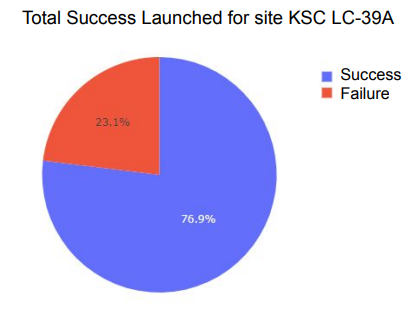 Total Success Launched for site KSC LC-39A
Success
Failure
23.1%
76.9%